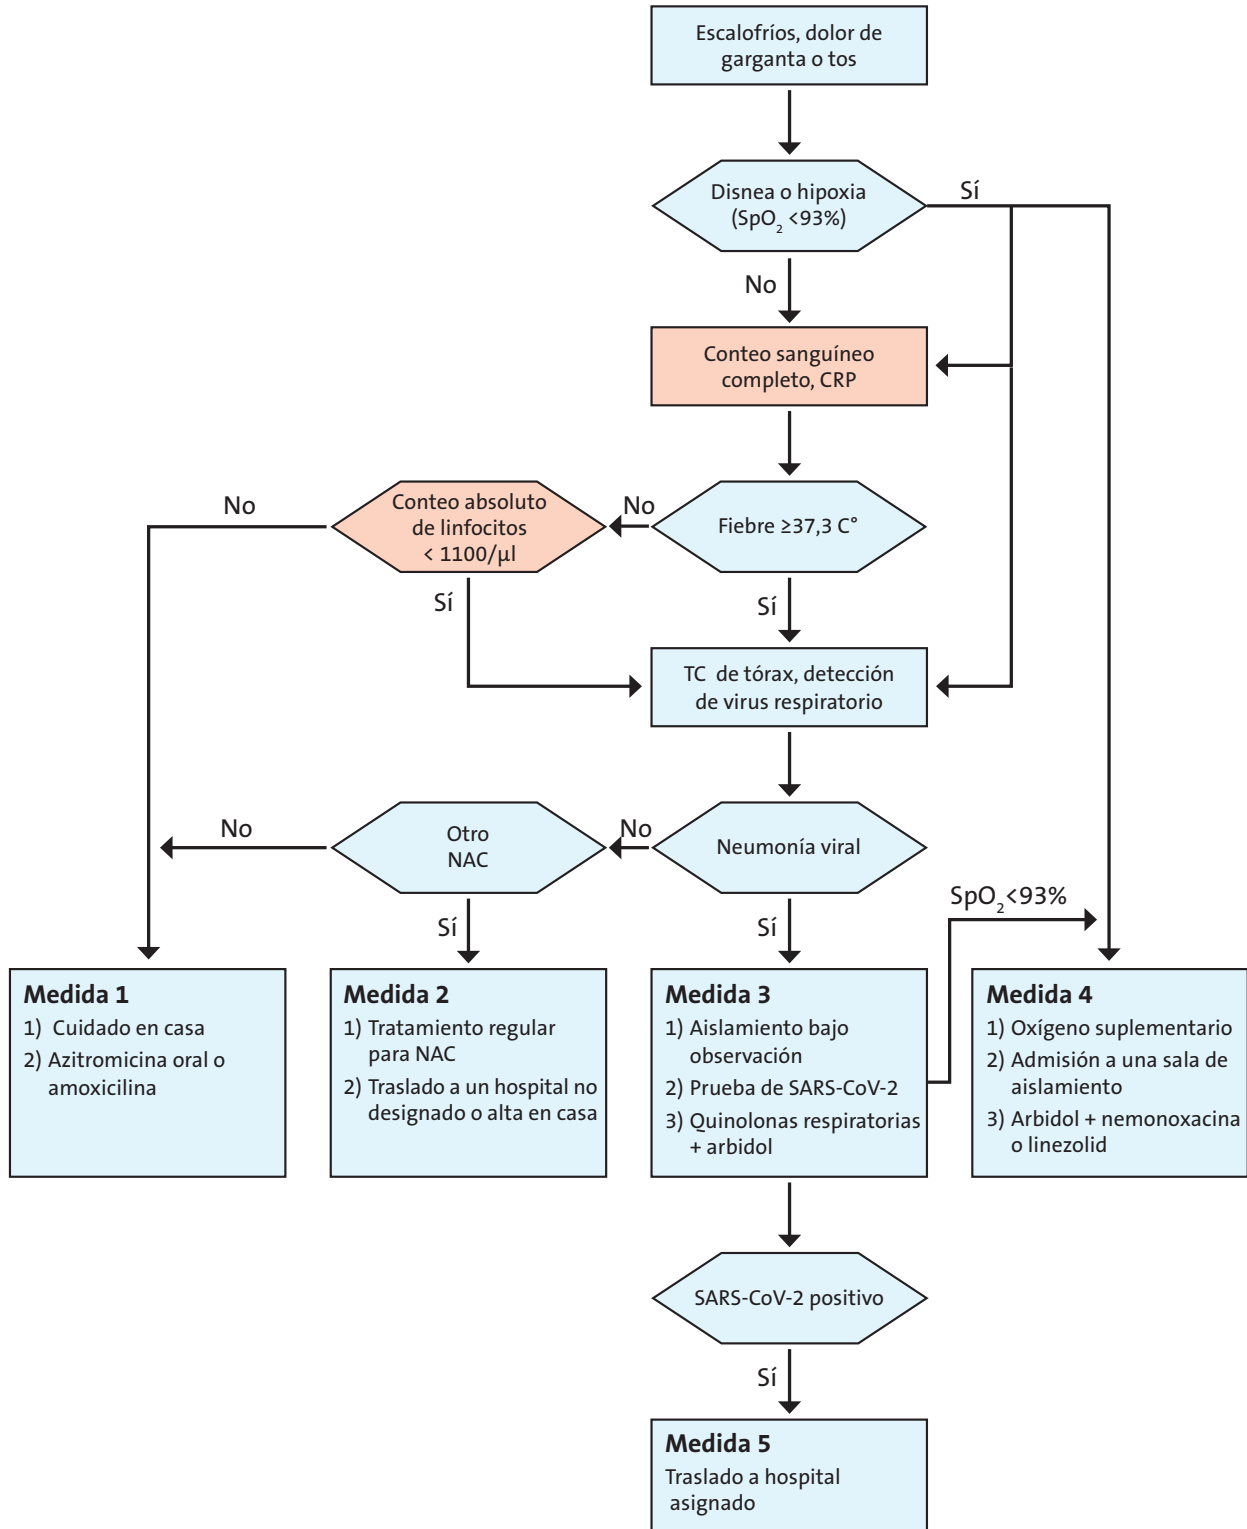 Escalofríos, dolor de
garganta o tos
Disnea o hipoxia
(SpO₂ <93%)
Sí
No
Conteo sanguíneo
completo, CRP
No
Conteo absoluto
de linfocitos
< 1100/µl
No
Fiebre ≥37,3 C°
Sí
Sí
TC de tórax, detección
de virus respiratorio
No
Otro
NAC
No
Neumonía viral
SpO₂<93%
Sí
Sí
Medida 1
1) Cuidado en casa
2) Azitromicina oral o
amoxicilina
Medida 2
1) Tratamiento regular
para NAC
2) Traslado a un hospital no
designado o alta en casa
Medida 3
1) Aislamiento bajo
observación
2) Prueba de SARS-CoV-2
3) Quinolonas respiratorias
+ arbidol
Medida 4
1) Oxígeno suplementario
2) Admisión a una sala de
aislamiento
3) Arbidol + nemonoxacina
o linezolid
SARS-CoV-2 positivo
Sí
Medida 5
Traslado a hospital
asignado